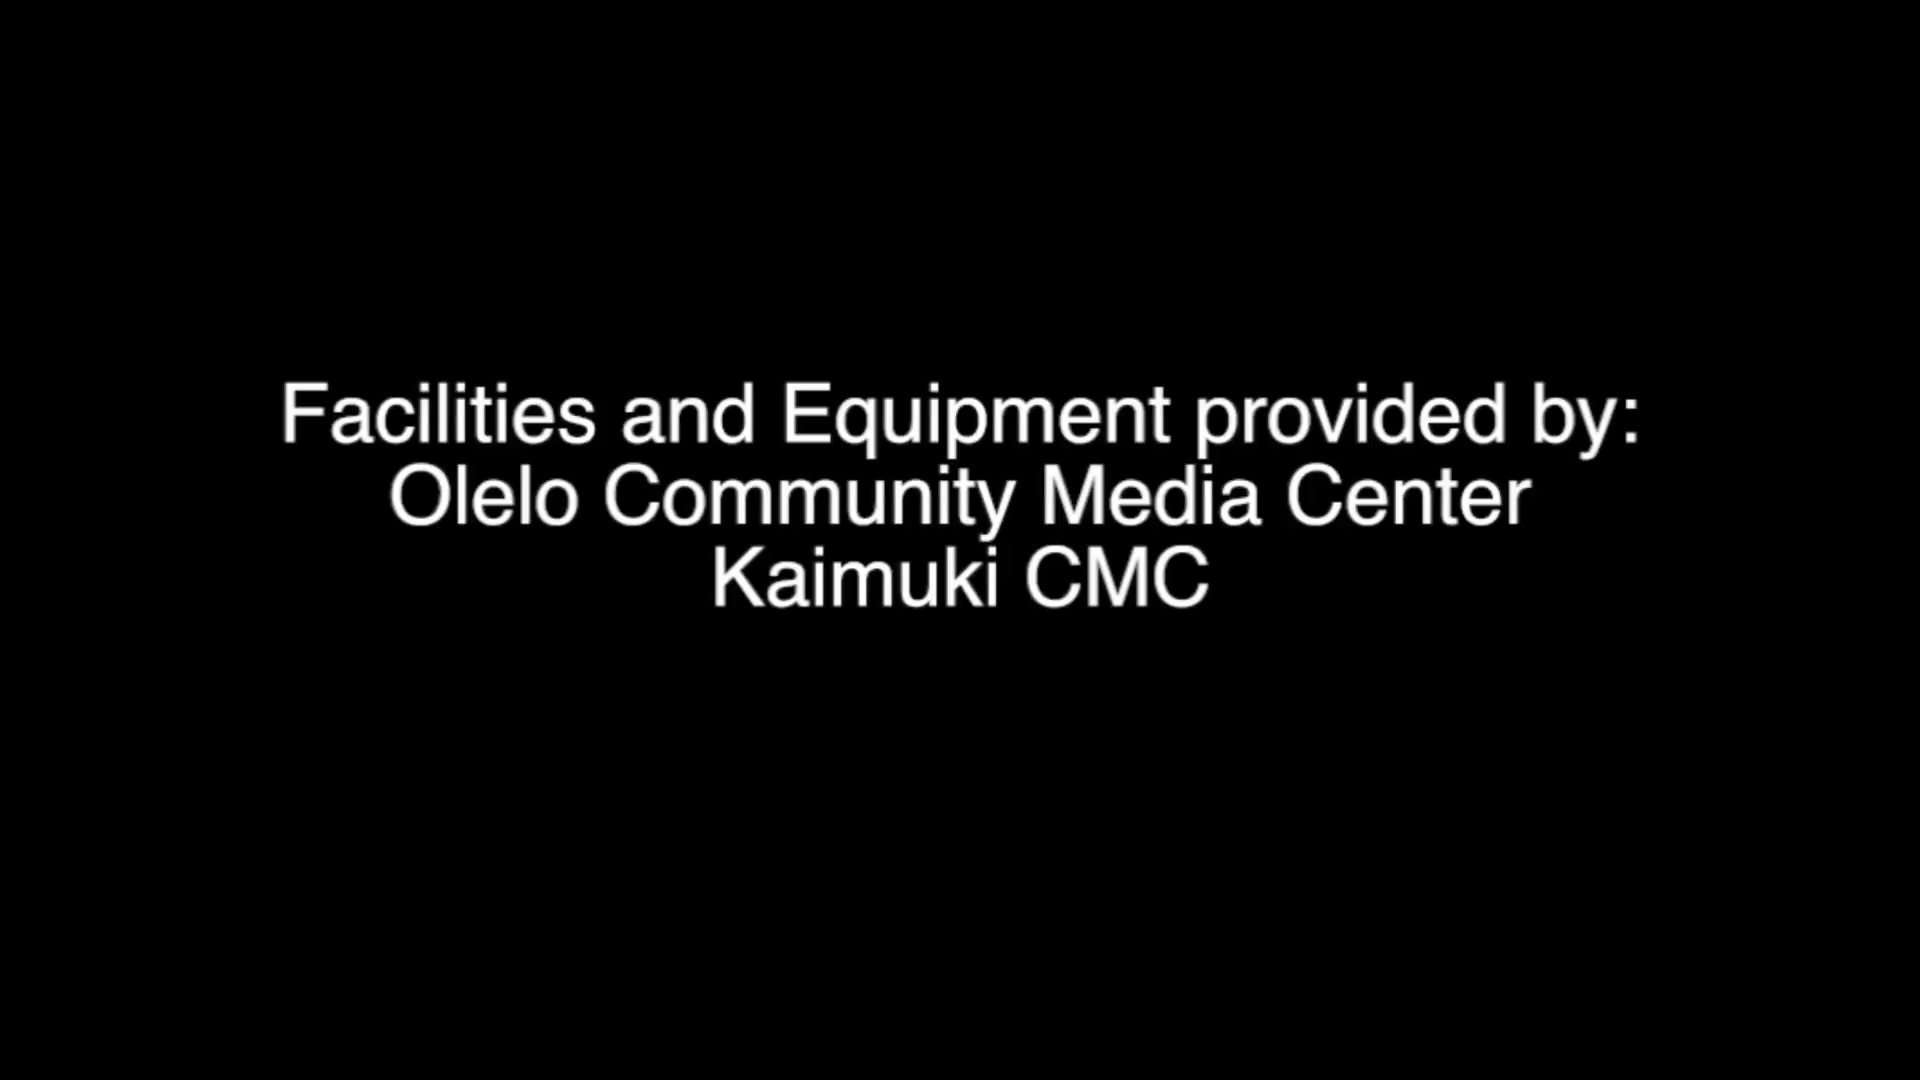 Facilities and Equipment provided by:
Olelo Community Media Center
Kaimuki CMC